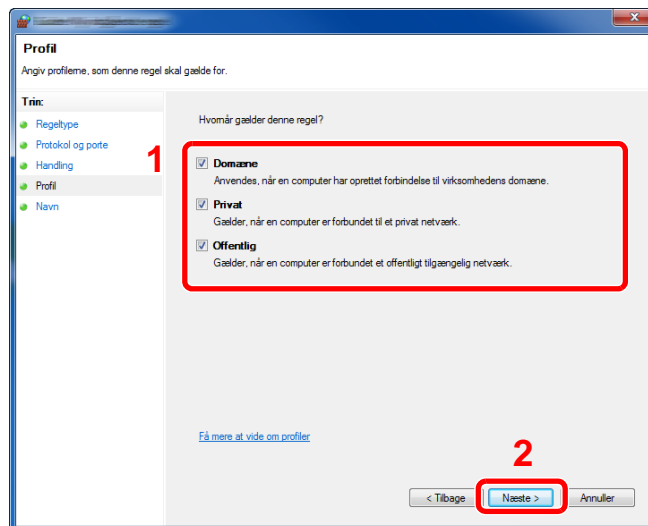 Profil
Angiv profilerne, som denne regel skal gælde for.
Trin:
Regeltype
Protokol og porte
Handling
Profil
Navn
1
Hvornår gælder denne regel?
Domæne
Anvendes, når en computer har oprettet forbindelse til virksomhedens domæne.
Privat
Gælder, når en computer er forbundet til et privat netværk.
Offentlig
Gælder, når en computer er forbundet et offentligt tilgængelig netværk.
Få mere at vide om profiler
2
< Tilbage
Næste >
Annuller